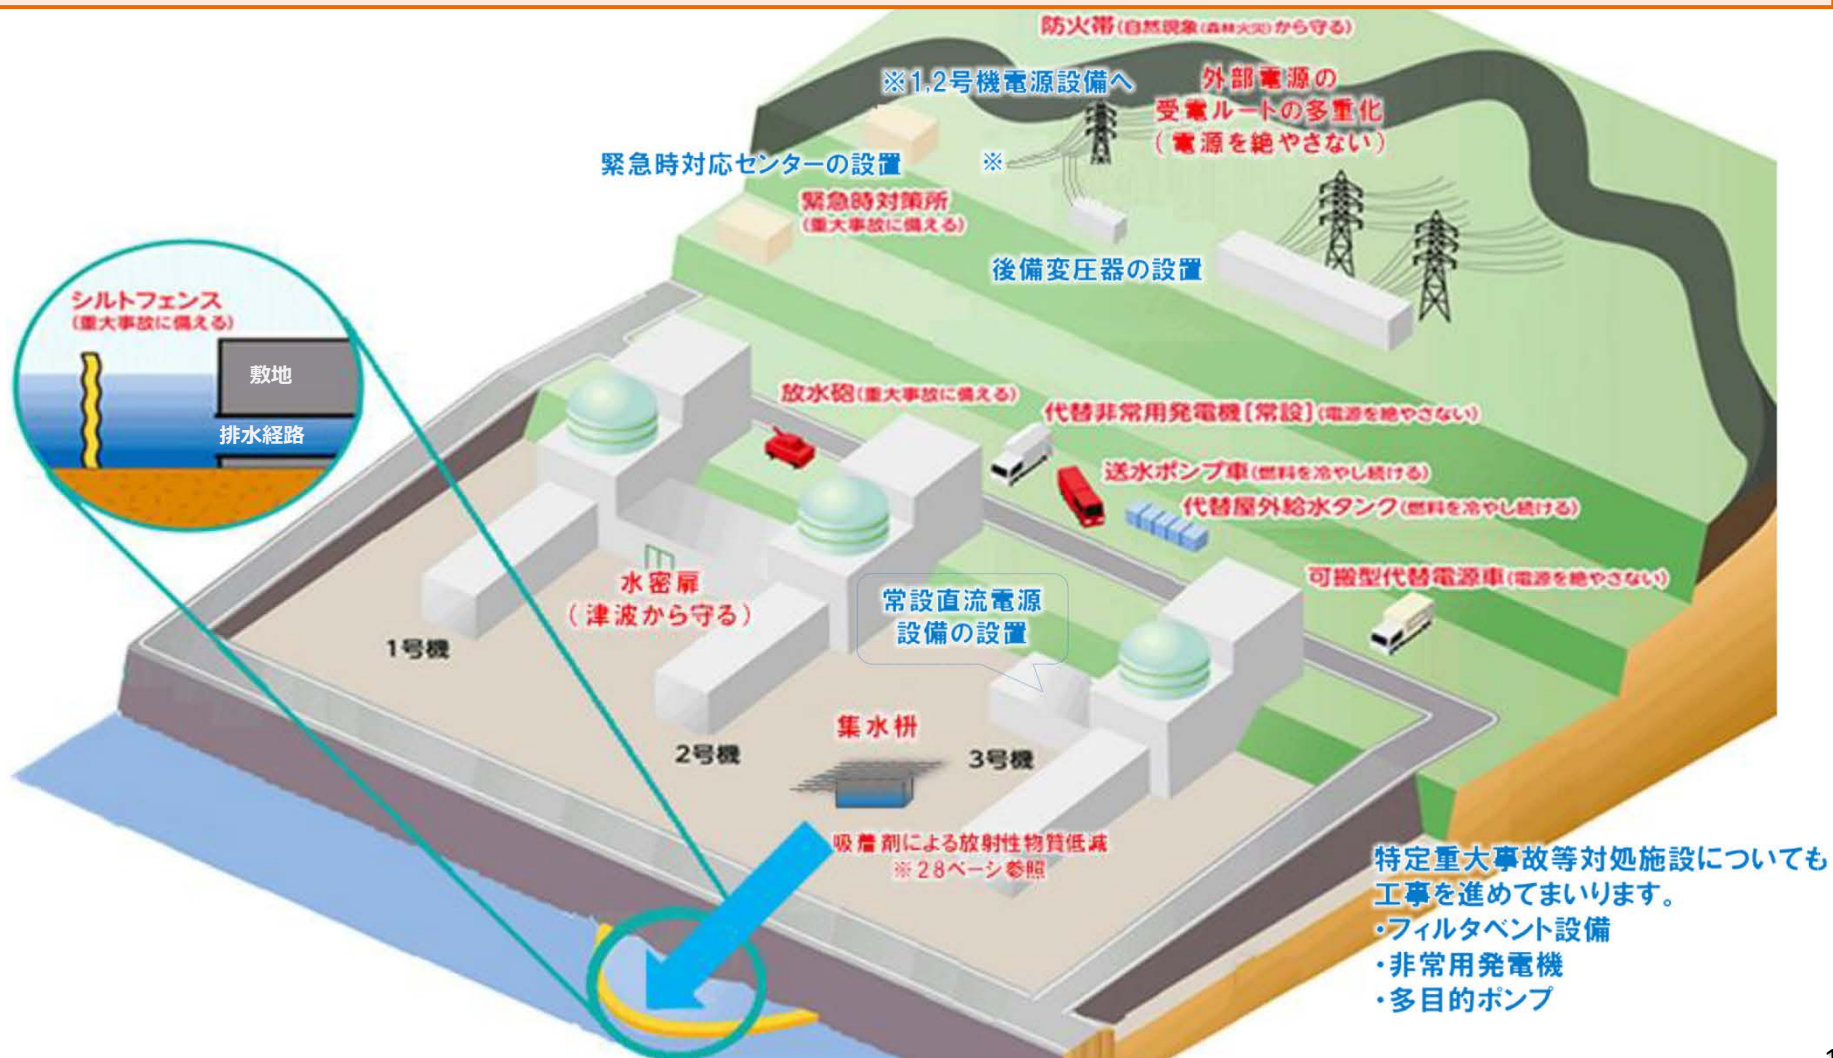 防火帯(自然現象(森林火災)から守る)
※1,2号機電源設備へ
外部電源の
受電ルートの多重化
(電源を絶やさない)
緊急時対応センターの設置
※
緊急時対策所
(重大事故に備える)
後備変圧器の設置
シルトフェンス
(重大事故に備える)
敷地
排水経路
放水砲(重大事故に備える)
代替非常用発電機[常設](電源を絶やさない)
送水ポンプ車(燃料を冷やし続ける)
代替屋外給水タンク(燃料を冷やし続ける)
可搬型代替電源車(電源を絶やさない)
水密扉
(津波から守る)
常設直流電源
設備の設置
1号機
2号機
3号機
集水枡
吸着剤による放射性物質低減
※28ページ参照
特定重大事故等対処施設についても
工事を進めてまいります。
・フィルタベント設備
・非常用発電機
・多目的ポンプ